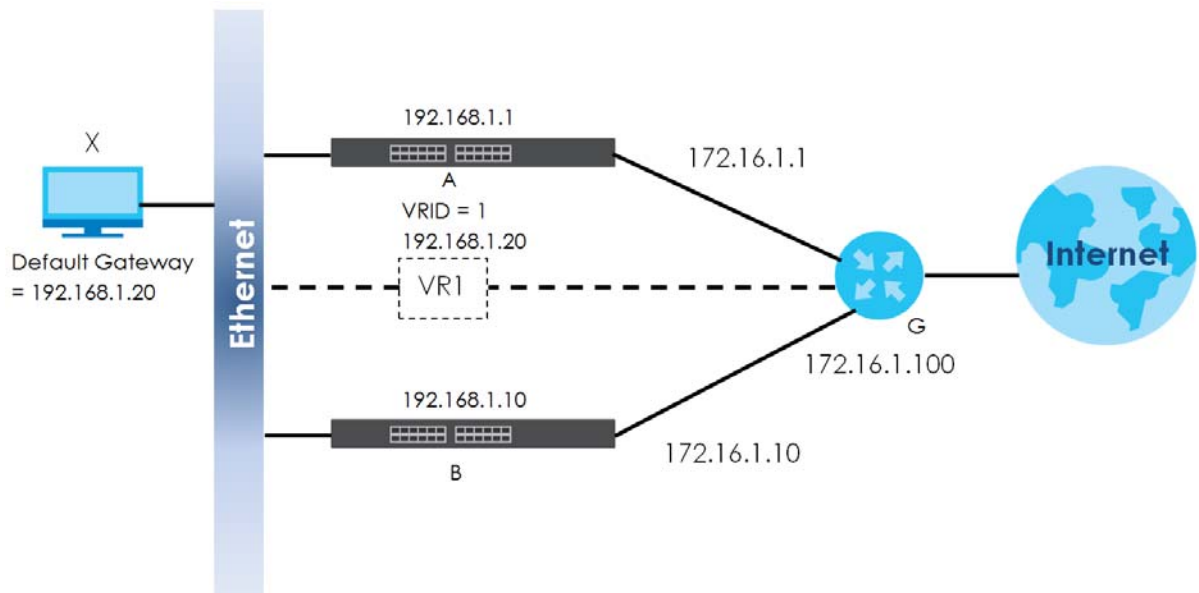 X
Default Gateway
= 192.168.1.20
Ethernet
192.168.1.1
A
VRID = 1
192.168.1.20
VR1
192.168.1.10
B
172.16.1.1
G
172.16.1.100
172.16.1.10
Internet